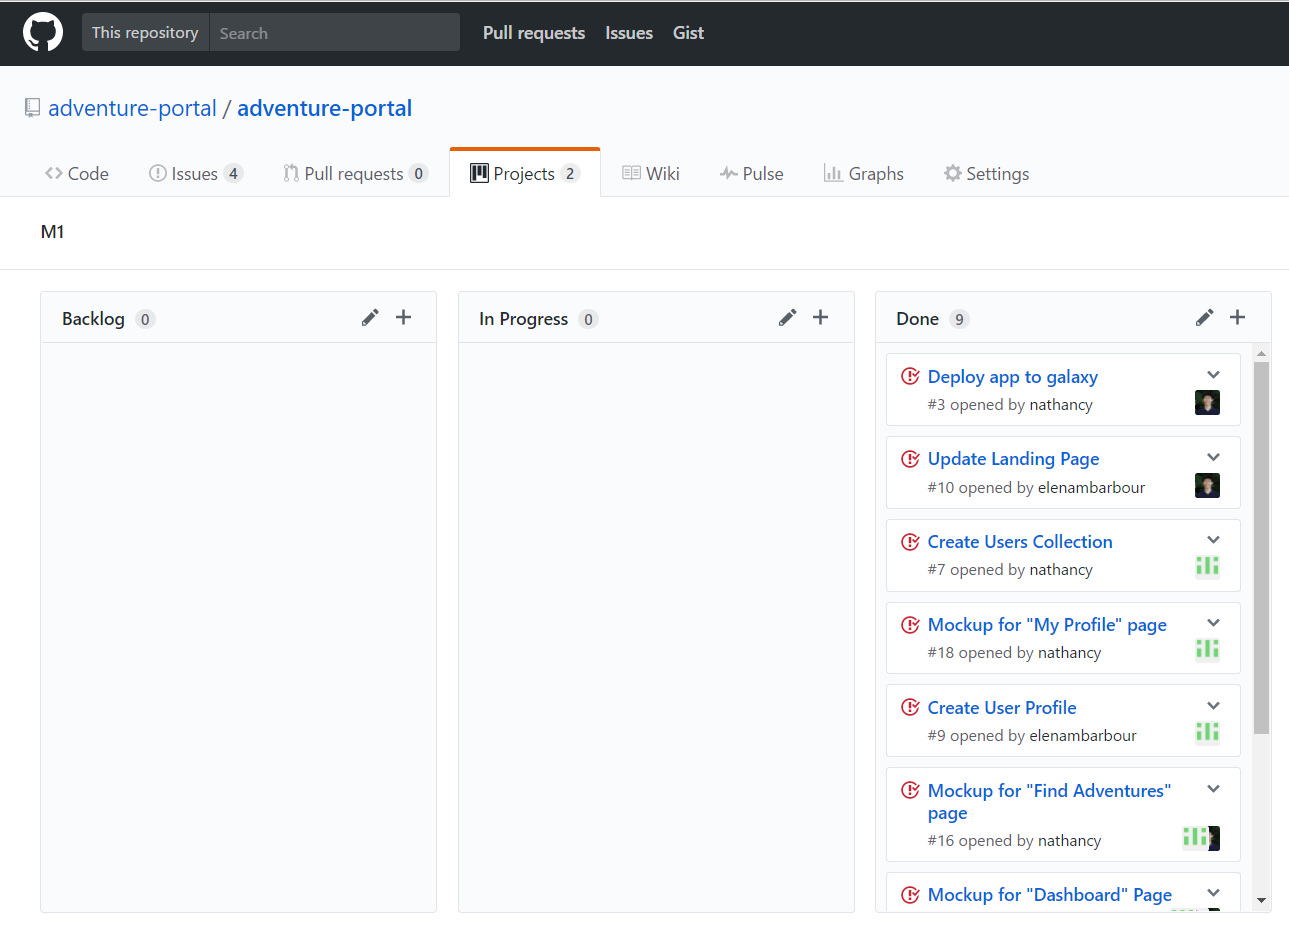 This repository Search Pull requests Issues Gist
adventure-portal / adventure-portal
Code Issues 4 Pull requests 0 Projects 2 Wiki Pulse Graphs Settings
M1
Backlog 0
In Progress 0
Done 9
Deploy app to galaxy
#3 opened by nathancy
Update Landing Page
#10 opened by elenambarbour
Create Users Collection
#7 opened by nathancy
Mockup for "My Profile" page
#18 opened by nathancy
Create User Profile
#9 opened by elenambarbour
Mockup for "Find Adventures"
page
#16 opened by nathancy
Mockup for "Dashboard" Page